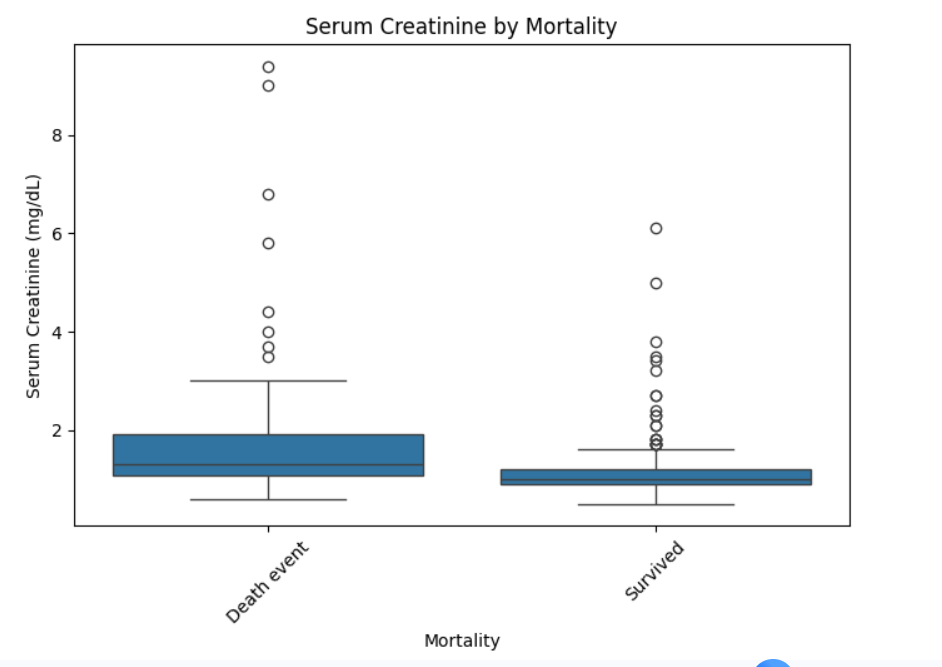 Serum Creatinine by Mortality
Serum Creatinine (mg/dL)
8
6
4
2
Death event
Survived
Mortality